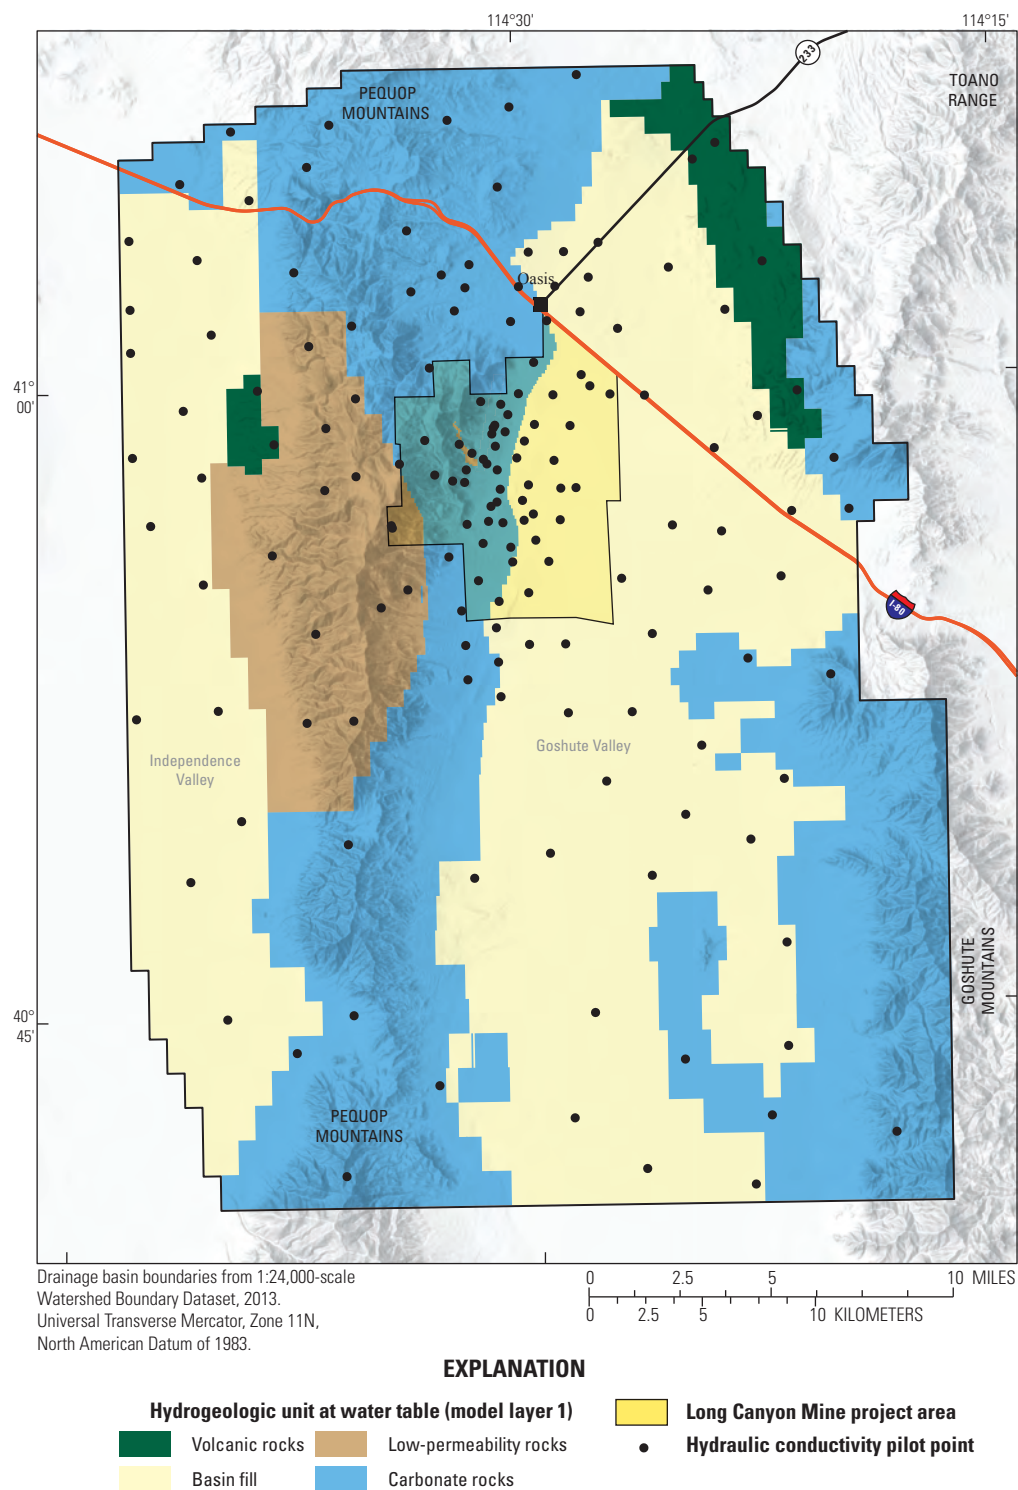 114°30'
114°15'
233
TOANO
RANGE
PEQUOP
MOUNTAINS
Oasis
41°
00'
I-80
Independence
Valley
Goshute Valley
GOSHUTE
MOUNTAINS
40°
45'
PEQUOP
MOUNTAINS
Drainage basin boundaries from 1:24,000-scale
Watershed Boundary Dataset, 2013.
Universal Transverse Mercator, Zone 11N,
North American Datum of 1983.
0 2.5 5 10 MILES
0 2.5 5 10 KILOMETERS
EXPLANATION
Hydrogeologic unit at water table (model layer 1)
Volcanic rocks
Low-permeability rocks
Basin fill
Carbonate rocks
Long Canyon Mine project area
Hydraulic conductivity pilot point